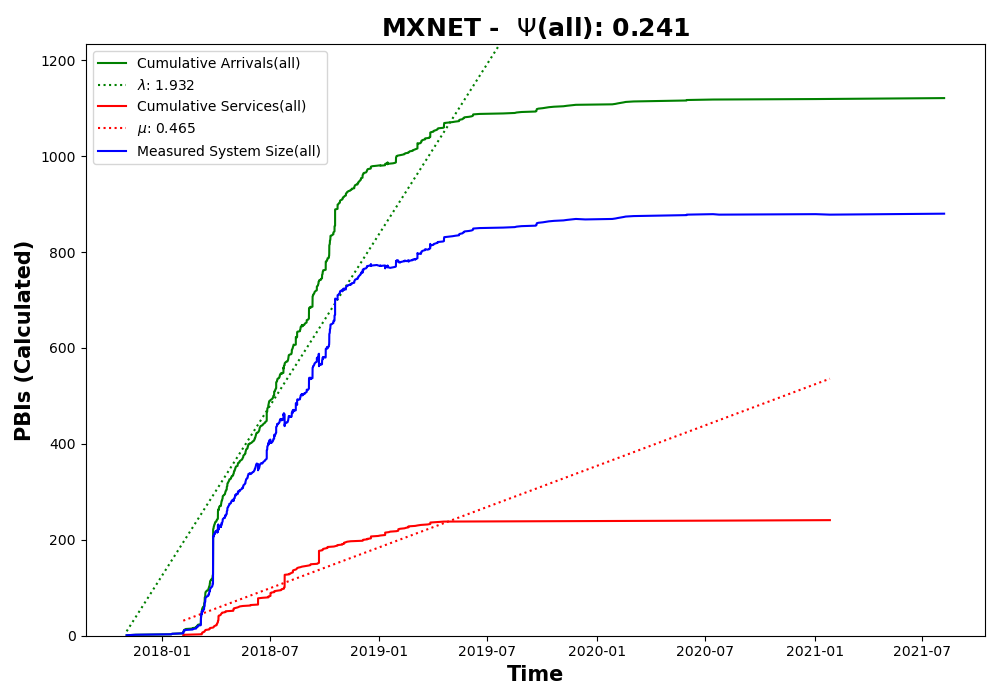 MXNET - Ψ(all): 0.241
Cumulative Arrivals(all)
λ: 1.932
Cumulative Services(all)
μ: 0.465
Measured System Size(all)
PBIs (Calculated)
1200
1000
800
600
400
200
0
2018-01 2018-07 2019-01 2019-07 2020-01 2020-07 2021-01 2021-07
Time